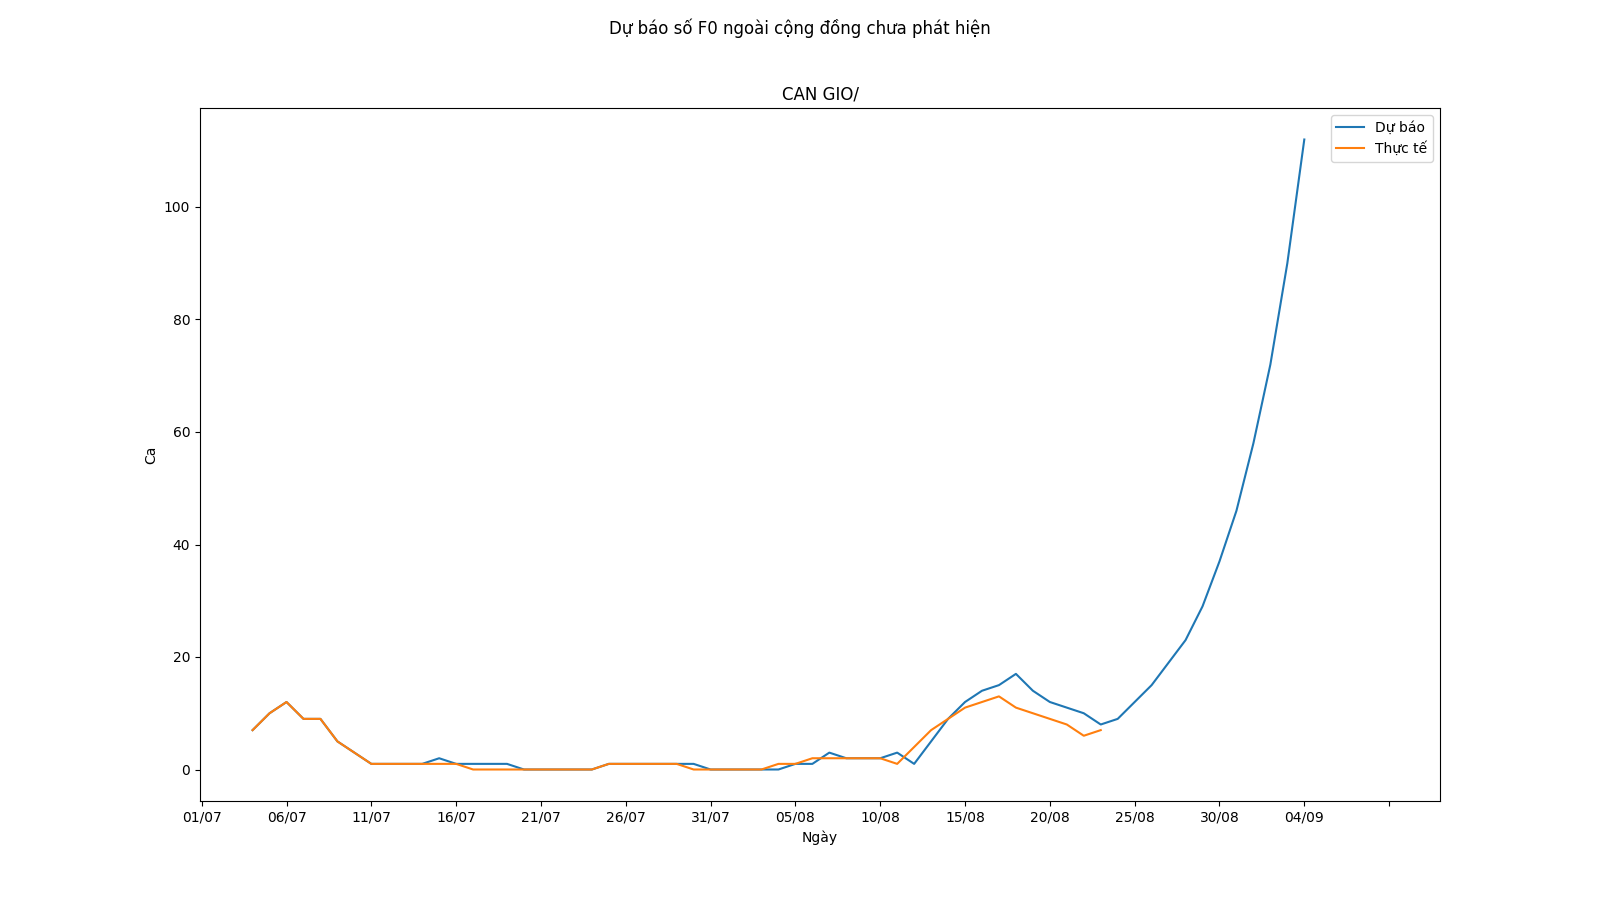 Dự báo số F0 ngoài cộng đồng chưa phát hiện
CAN GIO/
Dự báo
Thực tế
100
80
60
40
20
0
Ca
01/07 06/07 11/07 16/07 21/07 26/07 31/07 05/08 10/08 15/08 20/08 25/08 30/08 04/09
Ngày